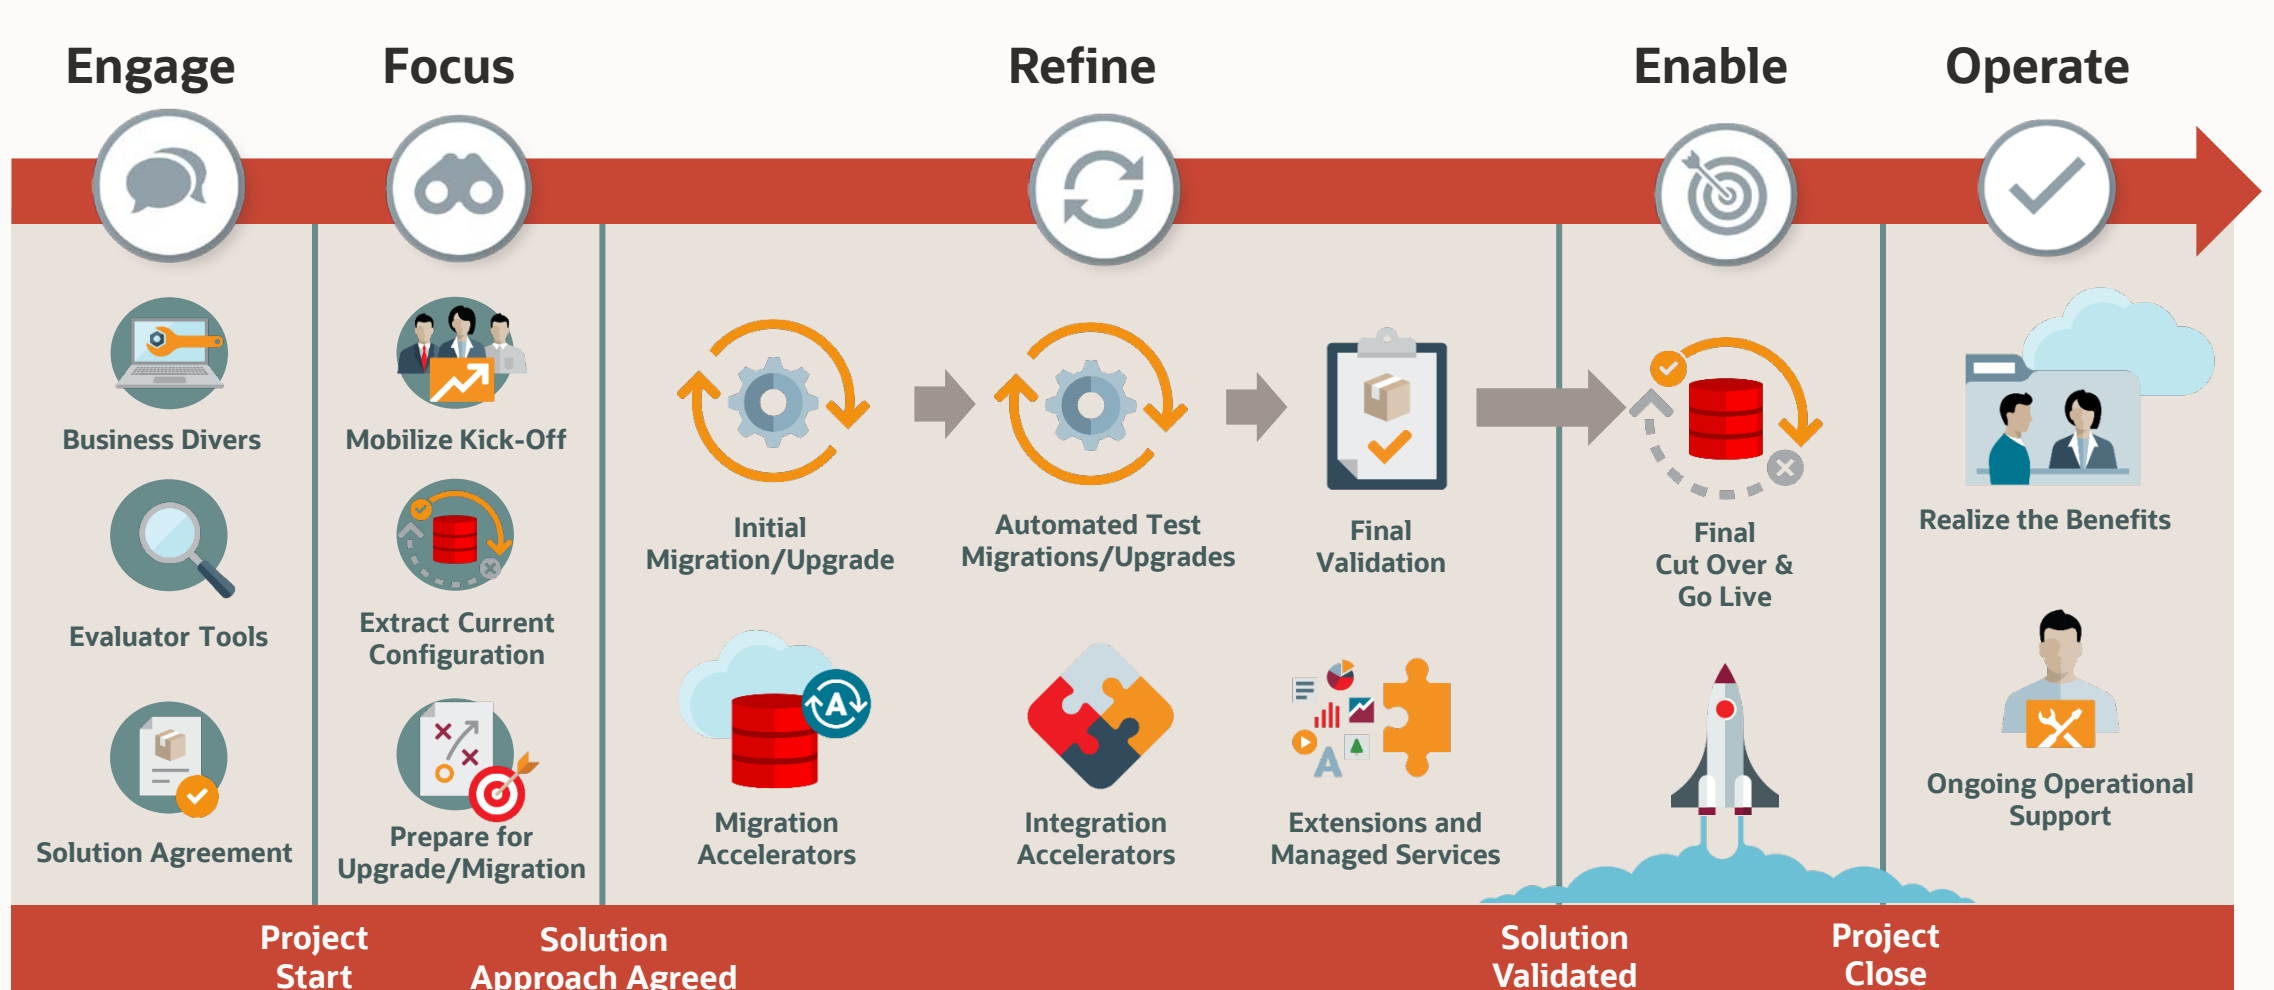 Engage
Focus
Refine
Enable
Operate
Business Divers
Evaluator Tools
Solution Agreement
Mobilize Kick-Off
Extract Current
Configuration
Prepare for
Upgrade/Migration
Initial
Migration/Upgrade
Automated Test
Migrations/Upgrades
Final
Validation
A
Migration
Accelerators
Integration
Accelerators
A
Extensions and
Managed Services
Final
Cut Over &
Go Live
Realize the Benefits
Ongoing Operational
Support
Project
Start
Solution
Approach Agreed
Solution
Validated
Project
Close